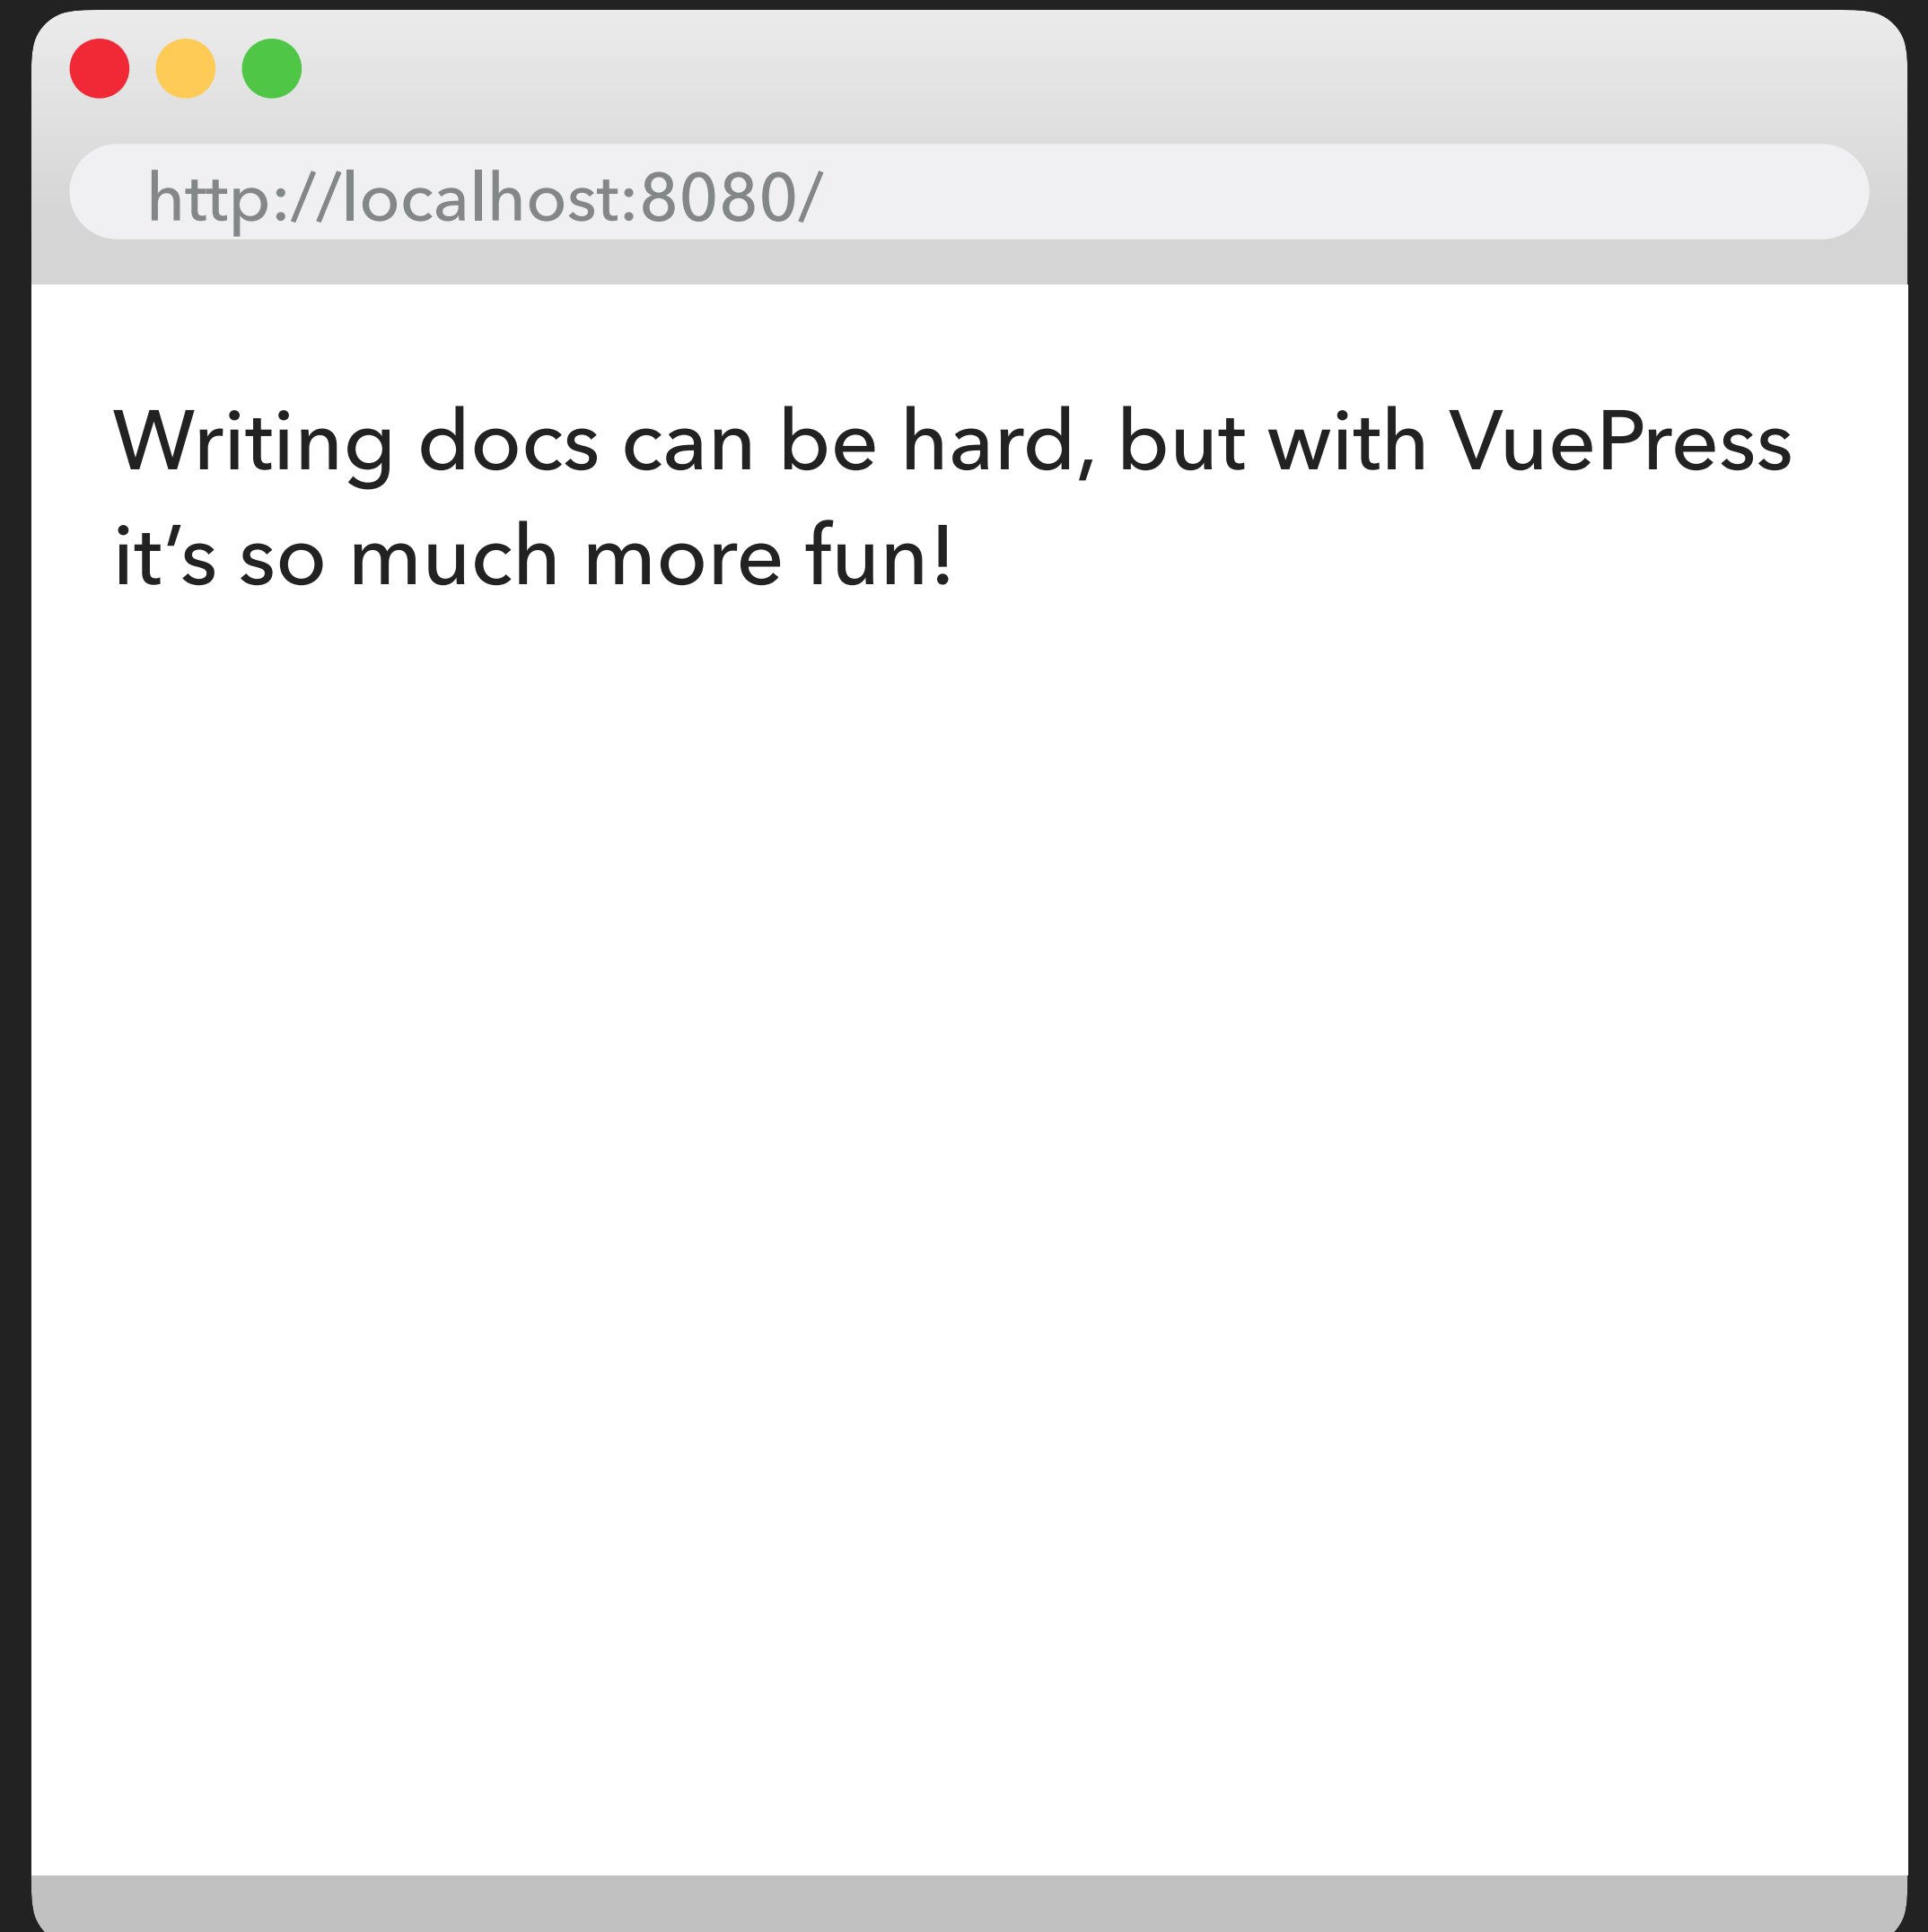 http://localhost:8080/
Writing docs can be hard, but with VuePress
it’s so much more fun!